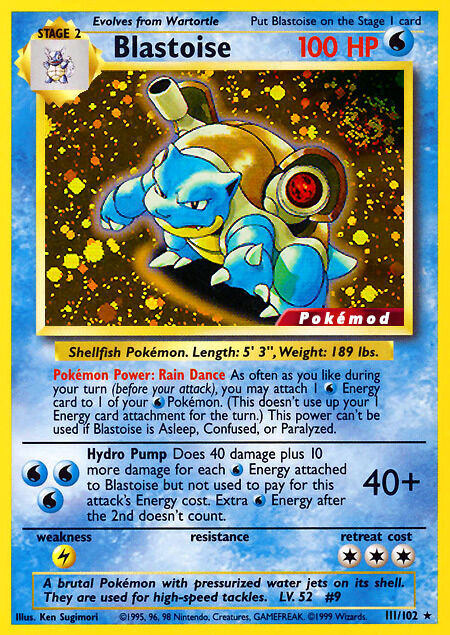 Evolves from Wartortle Put Blastoise on the Stage 1 card
STAGE 2
Blastoise 100 HP
Pokémod
Shellfish Pokémon. Length: 5' 3", Weight: 189 lbs.
Pokémon Power: Rain Dance As often as you like during
your turn (before your attack), you may attach 1 Energy
card to 1 of your Pokémon. (This doesn't use up your 1
Energy card attachment for the turn.) This power can't be
used if Blastoise is Asleep, Confused, or Paralyzed.
Hydro Pump Does 40 damage plus 10
more damage for each Energy attached
to Blastoise but not used to pay for this
attack's Energy cost. Extra Energy after
the 2nd doesn't count.
40+
weakness resistance retreat cost
A brutal Pokémon with pressurized water jets on its shell.
They are used for high-speed tackles. LV. 52 #9
Illus. Ken Sugimori ©1995, 96, 98 Nintendo, Creatures, GAMEFREAK. ©1999 Wizards. 111/102 ★